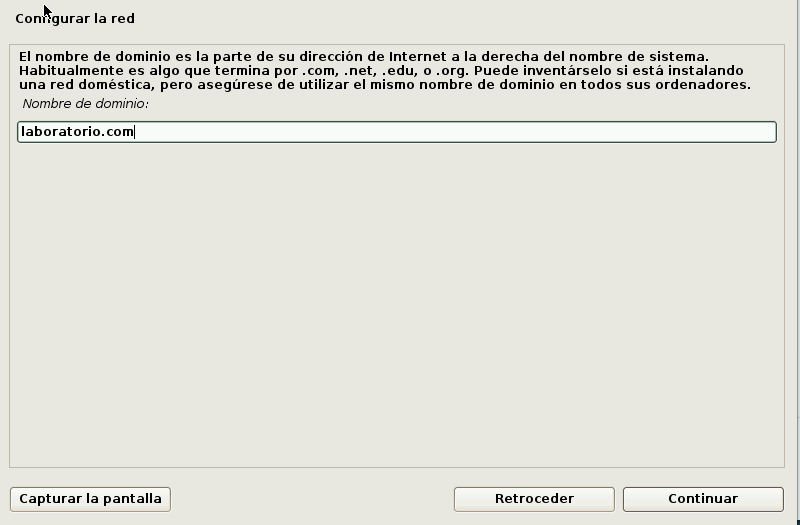 Configurar la red
El nombre de dominio es la parte de su dirección de Internet a la derecha del nombre de sistema.
Habitualmente es algo que termina por .com, .net, .edu, o .org. Puede inventárselo si está instalando
una red doméstica, pero asegúrese de utilizar el mismo nombre de dominio en todos sus ordenadores.
Nombre de dominio:
laboratorio.com
Capturar la pantalla
Retroceder
Continuar